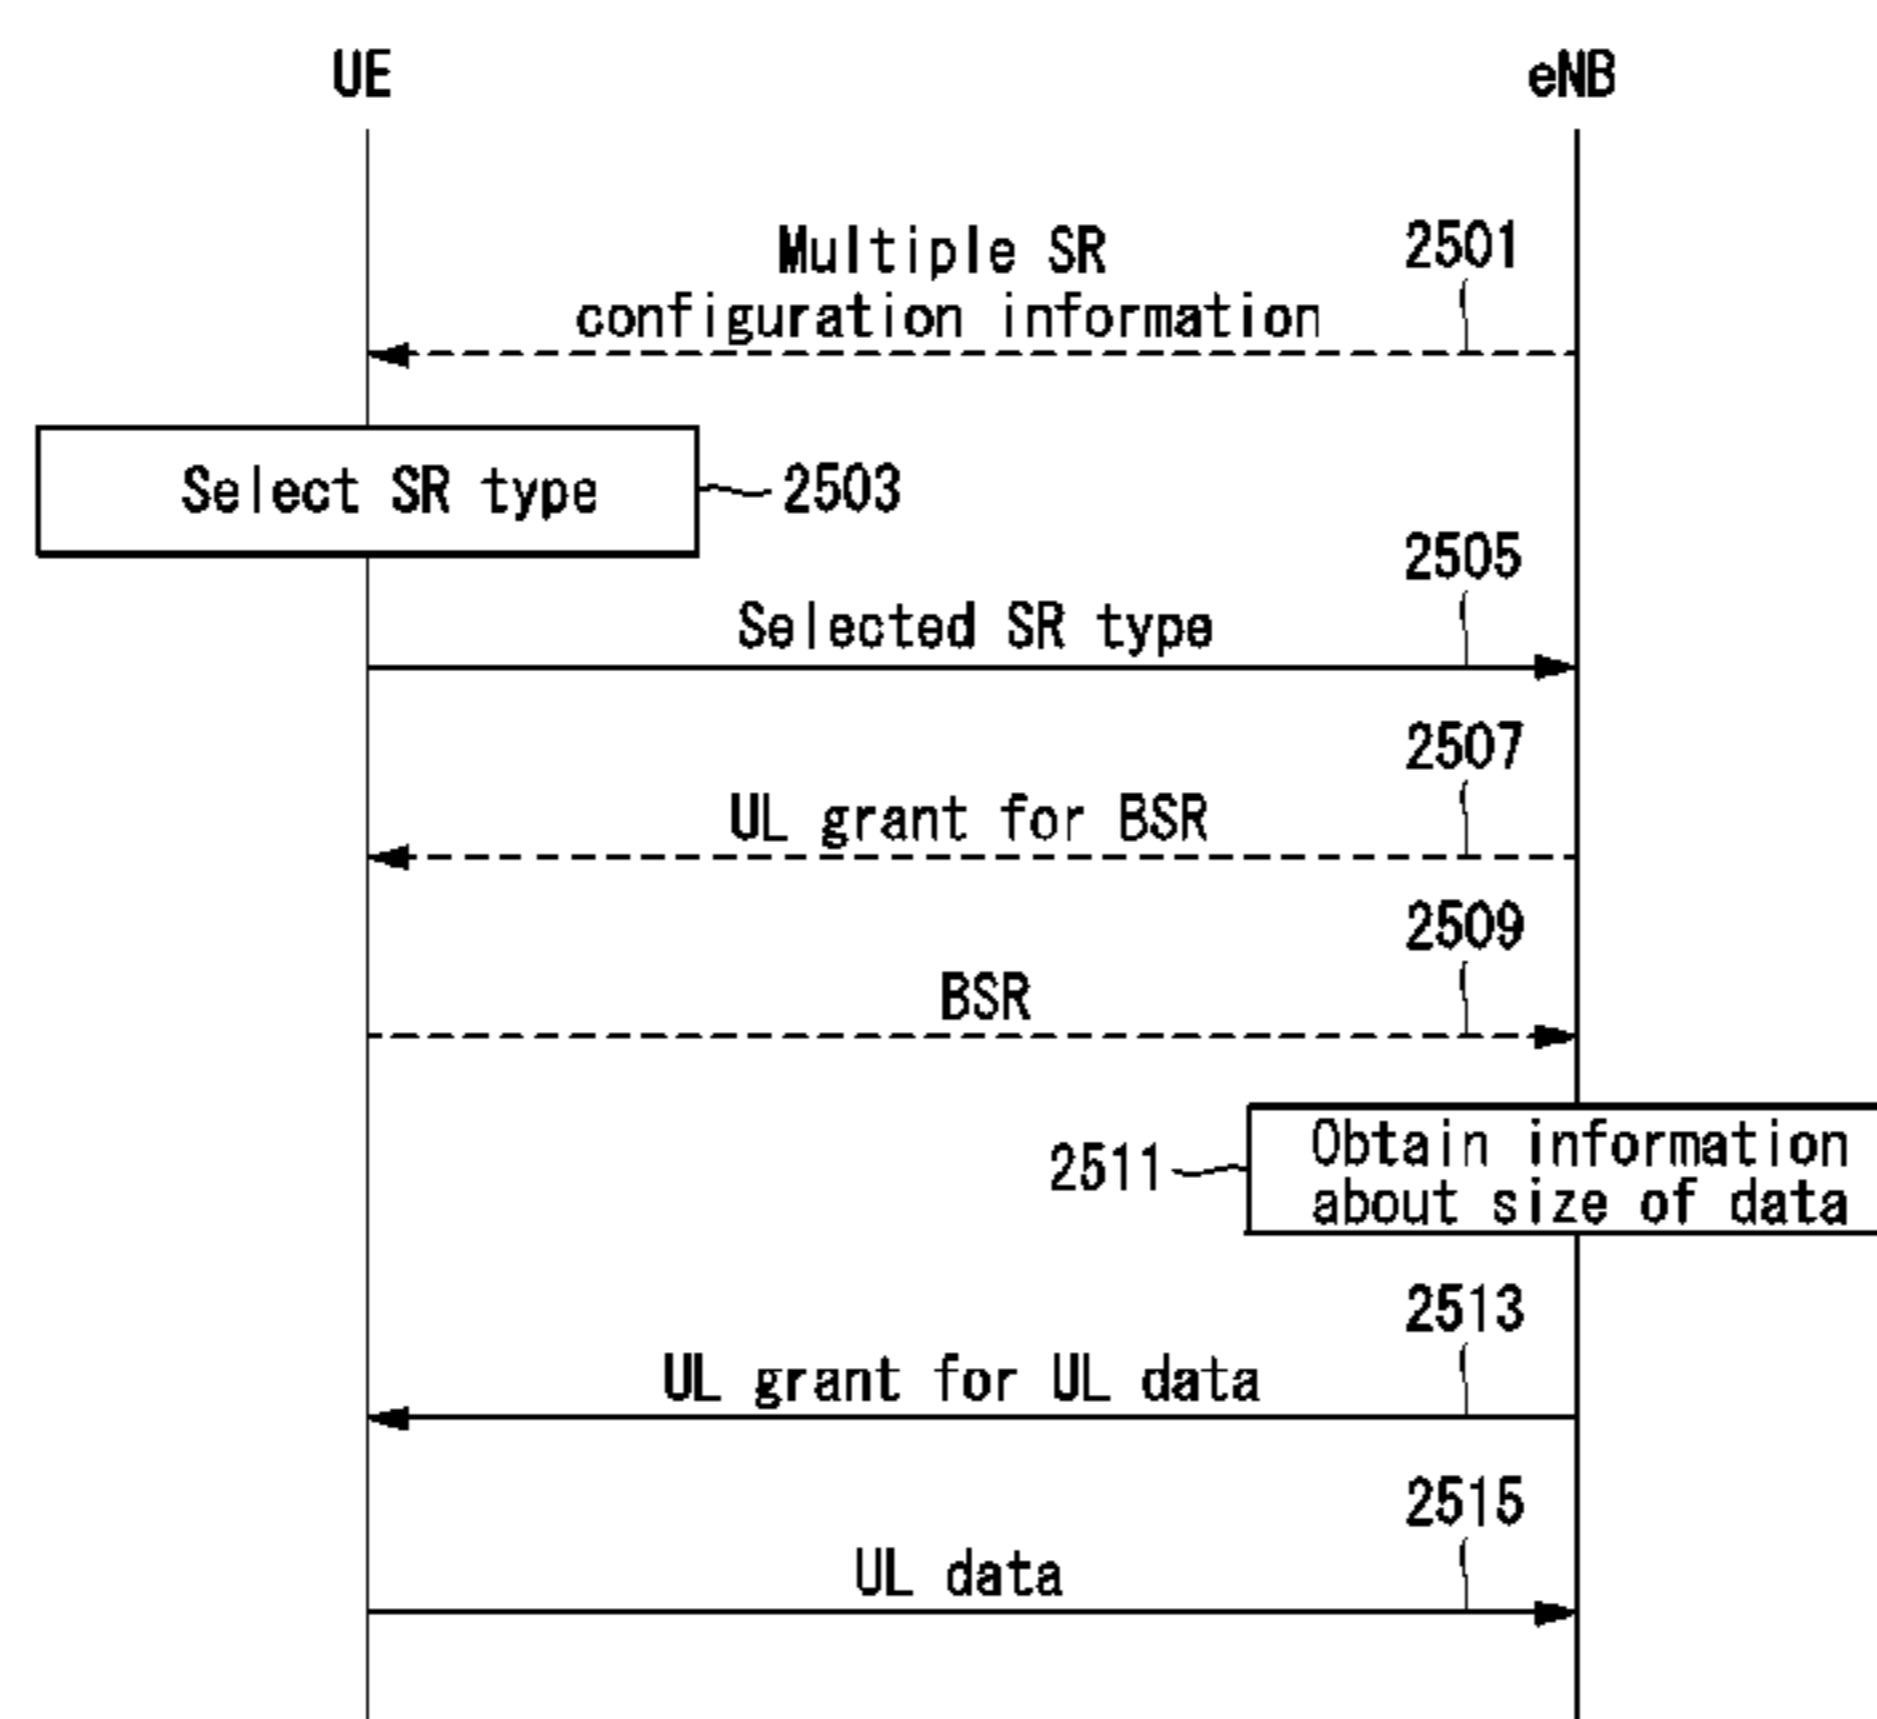 UE
eNB
2501
Multiple SR
configuration information
Select SR type
2503
2505
Selected SR type
2507
UL grant for BSR
2509
BSR
2511
Obtain information
about size of data
2513
UL grant for UL data
2515
UL data